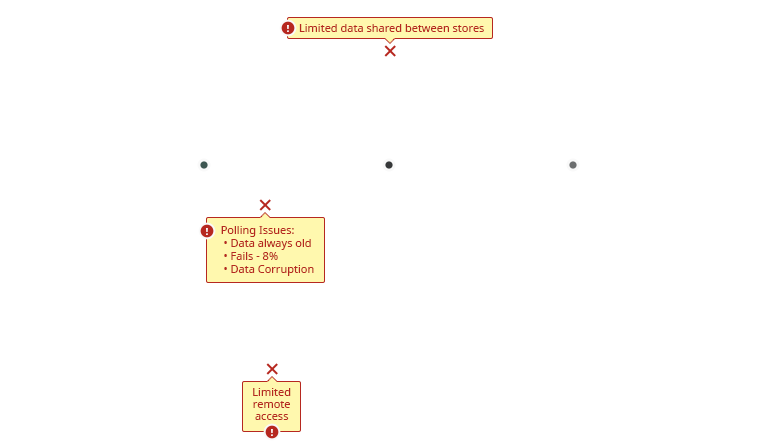 Limited data shared between stores
Polling Issues:
• Data always old
• Fails - 8%
• Data Corruption
Limited
remote
access